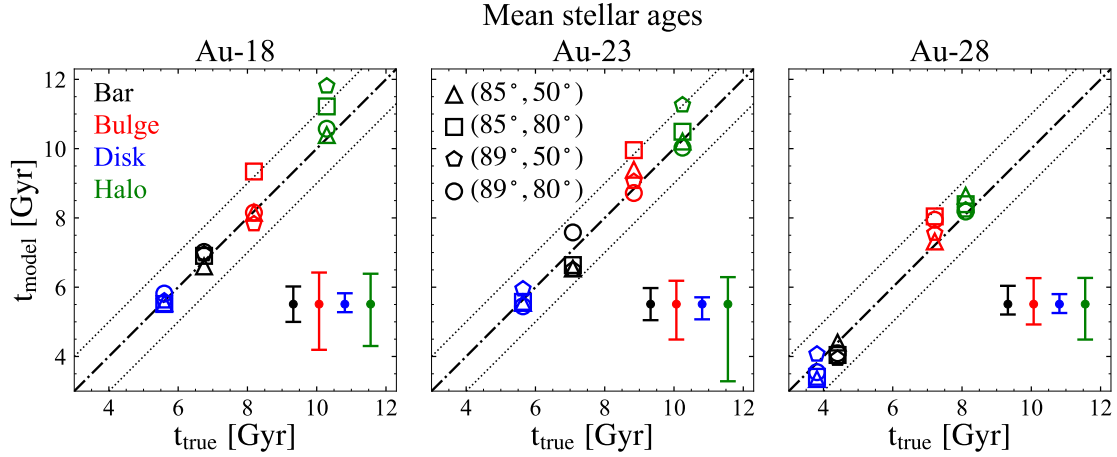 Mean stellar ages
Au-18
Au-23
Au-28
t_model [Gyr]
12
10
8
6
4
Bar
Bulge
Disk
Halo
(85°, 50°)
(85°, 80°)
(89°, 50°)
(89°, 80°)
4 6 8 10 12
4 6 8 10 12
4 6 8 10 12
t_true [Gyr]
t_true [Gyr]
t_true [Gyr]